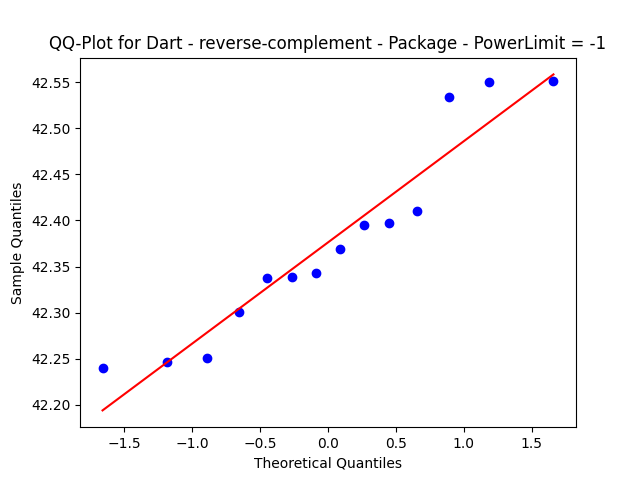 QQ-Plot for Dart - reverse-complement - Package - PowerLimit = -1
42.55
42.50
42.45
42.40
42.35
42.30
42.25
42.20
Sample Quantiles
−1.5 −1.0 −0.5 0.0 0.5 1.0 1.5
Theoretical Quantiles